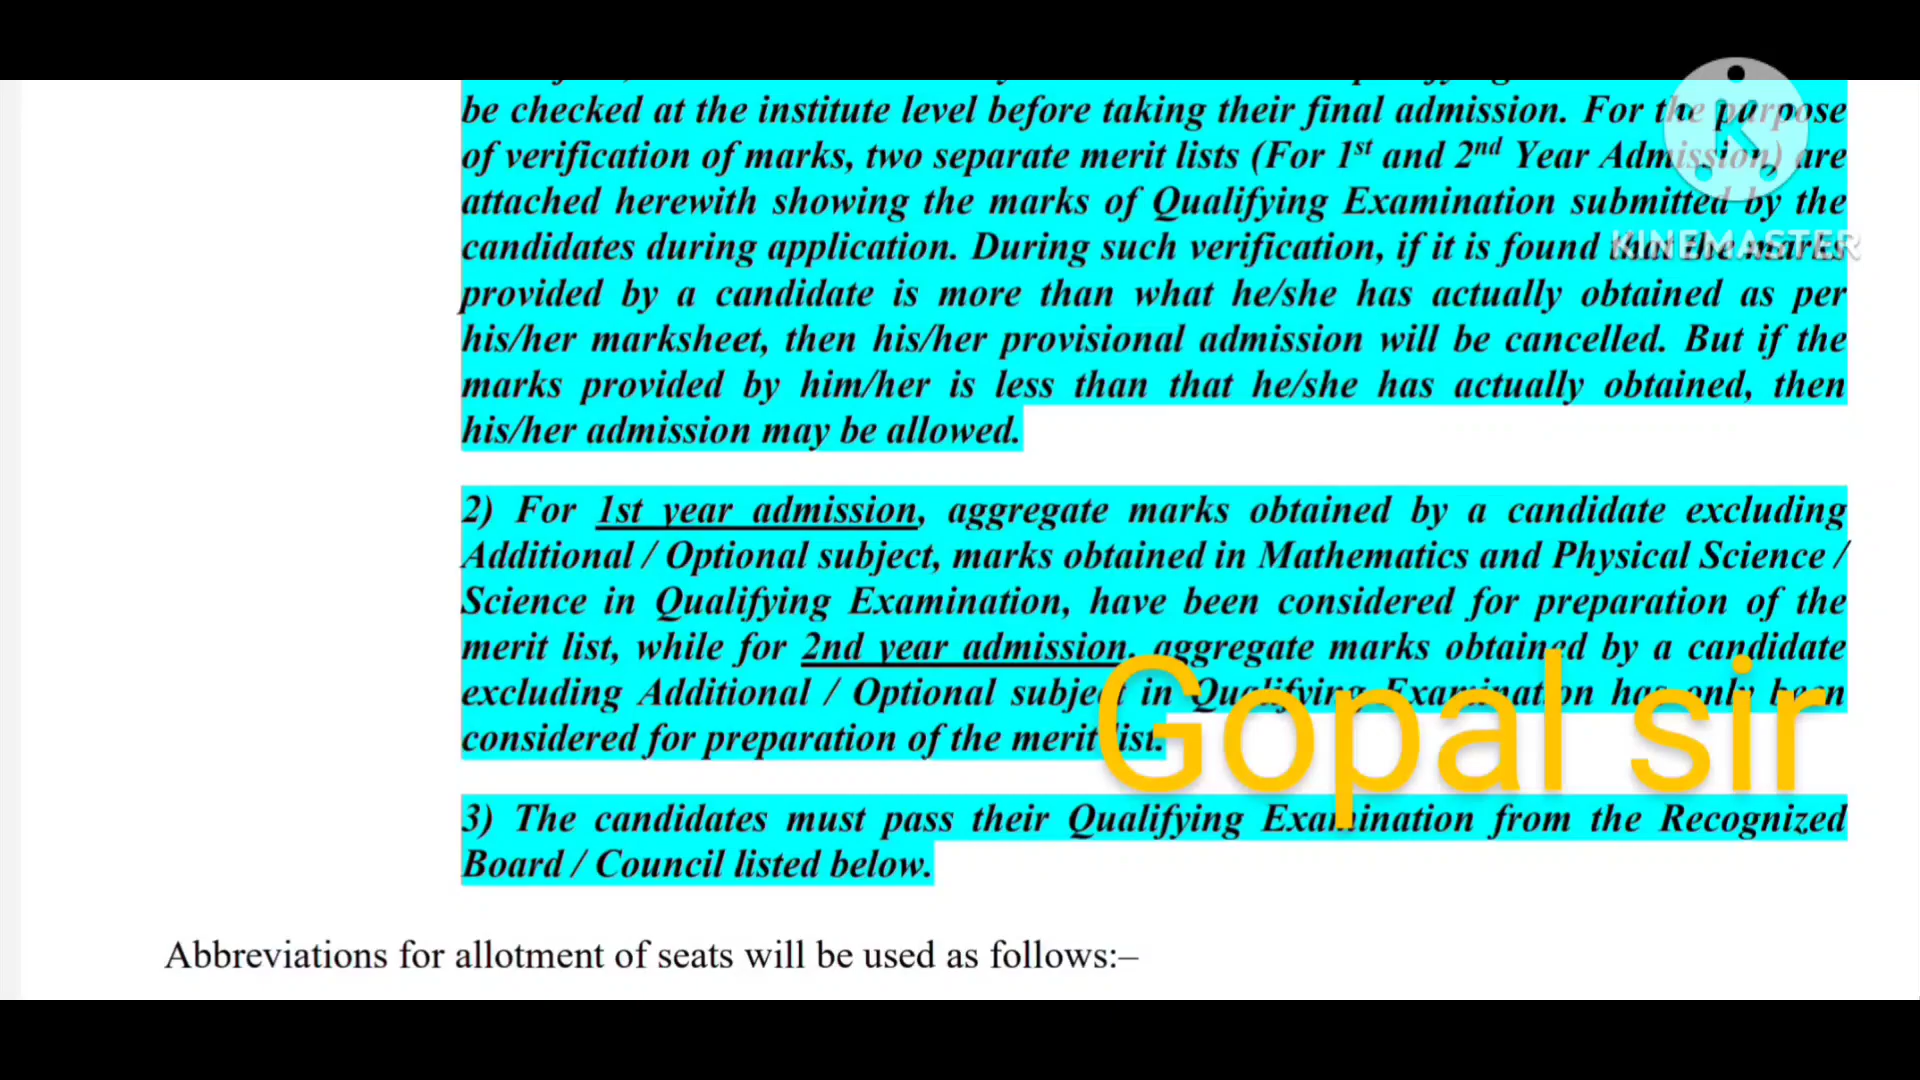 be checked at the institute level before taking their final admission. For the purpose
of verification of marks, two separate merit lists (For 1st and 2nd Year Admission) are
attached herewith showing the marks of Qualifying Examination submitted by the
candidates during application. During such verification, if it is found that the marks
provided by a candidate is more than what he/she has actually obtained as per
his/her marksheet, then his/her provisional admission will be cancelled. But if the
marks provided by him/her is less than that he/she has actually obtained, then
his/her admission may be allowed.
2) For 1st year admission, aggregate marks obtained by a candidate excluding
Additional / Optional subject, marks obtained in Mathematics and Physical Science /
Science in Qualifying Examination, have been considered for preparation of the
merit list, while for 2nd year admission, aggregate marks obtained by a candidate
excluding Additional / Optional subject in Qualifying Examination has only been
considered for preparation of the merit list.
3) The candidates must pass their Qualifying Examination from the Recognized
Board / Council listed below.
Abbreviations for allotment of seats will be used as follows:–
KINEMASTER
Gopal sir